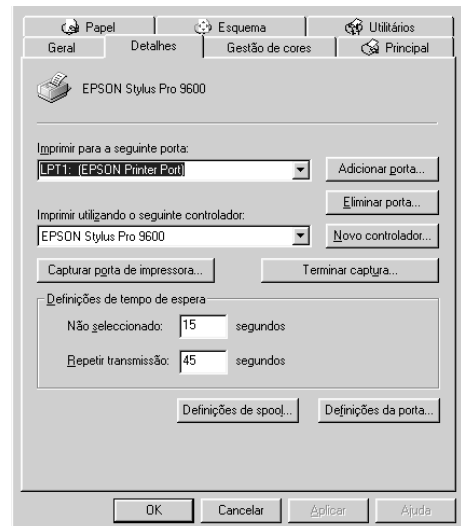 Papel
Esquema
Utilitários
Geral
Detalhes
Gestão de cores
Principal
EPSON Stylus Pro 9600
Imprimir para a seguinte porta:
LPT1: (EPSON Printer Port)
Adicionar porta...
Eliminar porta...
Imprimir utilizando o seguinte controlador:
EPSON Stylus Pro 9600
Novo controlador...
Capturar porta de impressora...
Terminar captura...
Definições de tempo de espera
Não seleccionado: 15 segundos
Repetir transmissão: 45 segundos
Definições de spool...
Definições da porta...
OK
Cancelar
Aplicar
Ajuda